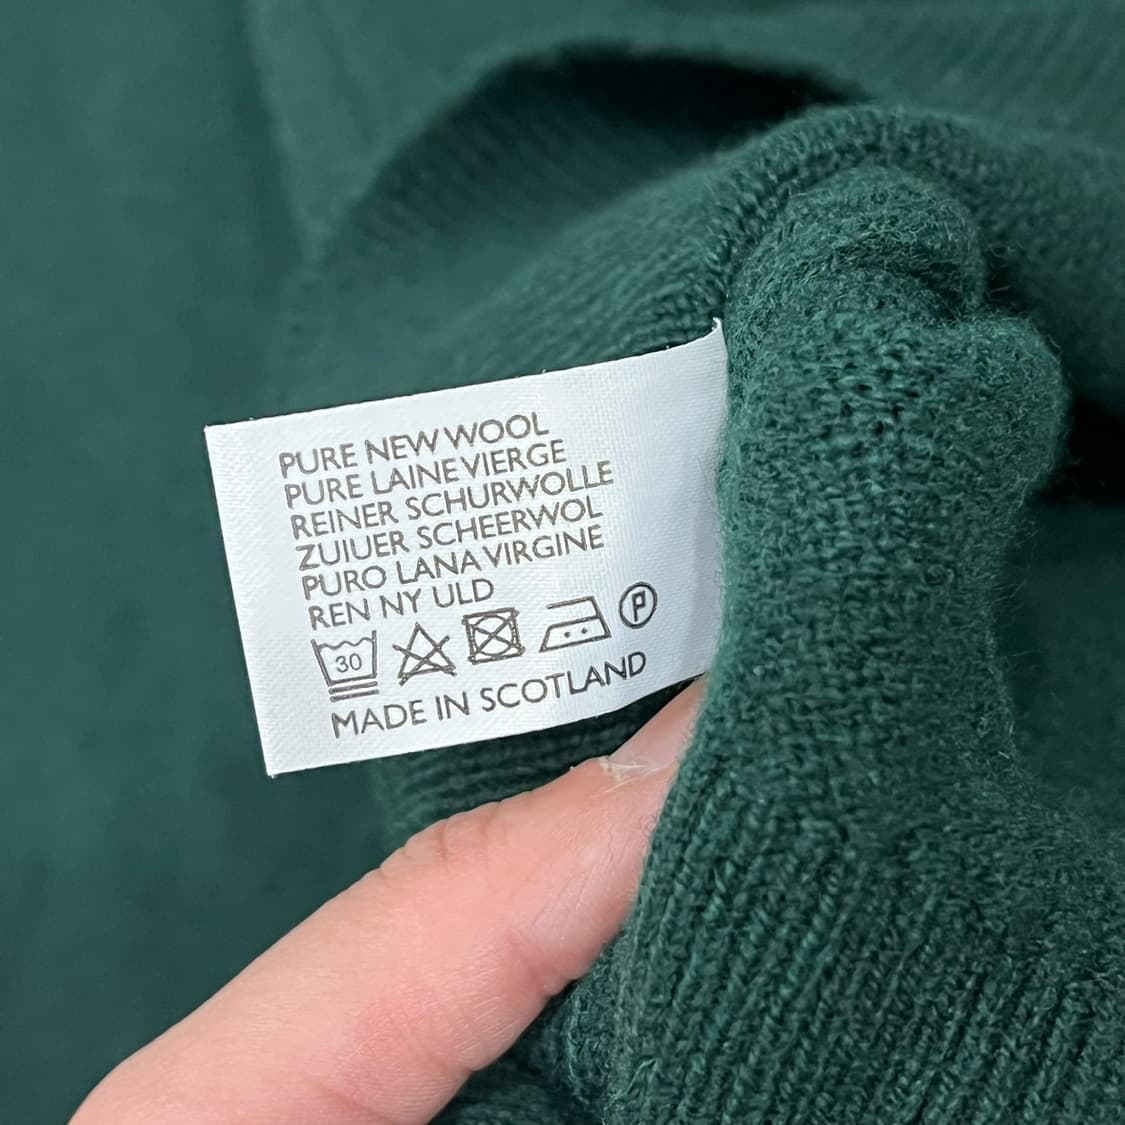 PURE NEW WOOL
PURE LAINE VIERGE
REINER SCHURWOLLE
ZUIUER SCHEERWOL
PURO LANA VIRGINE
REN NY ULD
30 P
MADE IN SCOTLAND